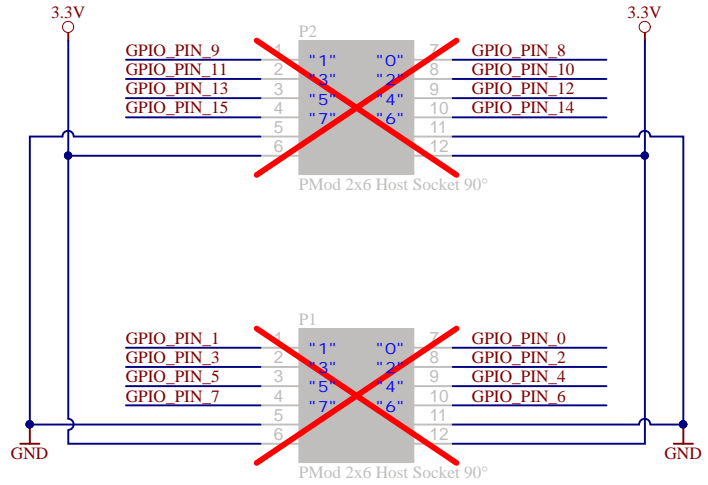 3.3V 3.3V
P2
GPIO_PIN_9 1 "1" "0" 7 GPIO_PIN_8
GPIO_PIN_11 2 "3" "2" 8 GPIO_PIN_10
GPIO_PIN_13 3 "5" "4" 9 GPIO_PIN_12
GPIO_PIN_15 4 "7" "6" 10 GPIO_PIN_14
5 11
6 12
PMod 2x6 Host Socket 90°
P1
GPIO_PIN_1 1 "1" "0" 7 GPIO_PIN_0
GPIO_PIN_3 2 "3" "2" 8 GPIO_PIN_2
GPIO_PIN_5 3 "5" "4" 9 GPIO_PIN_4
GPIO_PIN_7 4 "7" "6" 10 GPIO_PIN_6
5 11
6 12
GND GND
PMod 2x6 Host Socket 90°